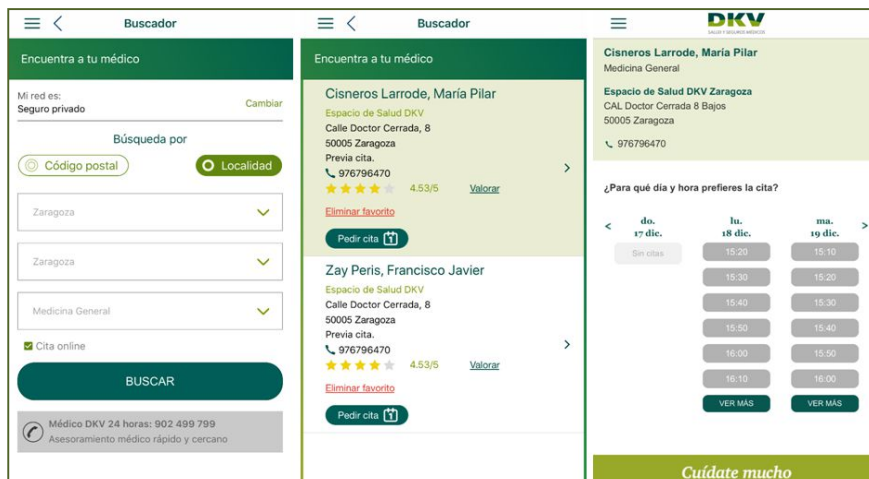 Buscador
Encuentra a tu médico
Mi red es:
Seguro privado
Cambiar
Búsqueda por
Código postal
Localidad
Zaragoza
Zaragoza
Medicina General
Cita online
BUSCAR
Médico DKV 24 horas: 902 499 799
Asesoramiento médico rápido y cercano
Buscador
Encuentra a tu médico
Cisneros Larrode, María Pilar
Espacio de Salud DKV
Calle Doctor Cerrada, 8
50005 Zaragoza
Previa cita.
976796470
4.53/5 Valorar
Eliminar favorito
Pedir cita 1
Zay Peris, Francisco Javier
Espacio de Salud DKV
Calle Doctor Cerrada, 8
50005 Zaragoza
Previa cita.
976796470
4.53/5 Valorar
Eliminar favorito
Pedir cita 1
DKV
SALUD Y SEGUROS MÉDICOS
Cisneros Larrode, María Pilar
Medicina General
Espacio de Salud DKV Zaragoza
CAL Doctor Cerrada 8 Bajos
50005 Zaragoza
976796470
¿Para qué día y hora prefieres la cita?
< do. lu. ma. >
17 dic. 18 dic. 19 dic.
Sin citas 15:20 15:10
15:30 15:20
15:40 15:30
15:50 15:40
16:00 15:50
16:10 16:00
VER MÁS VER MÁS
Cuídate mucho